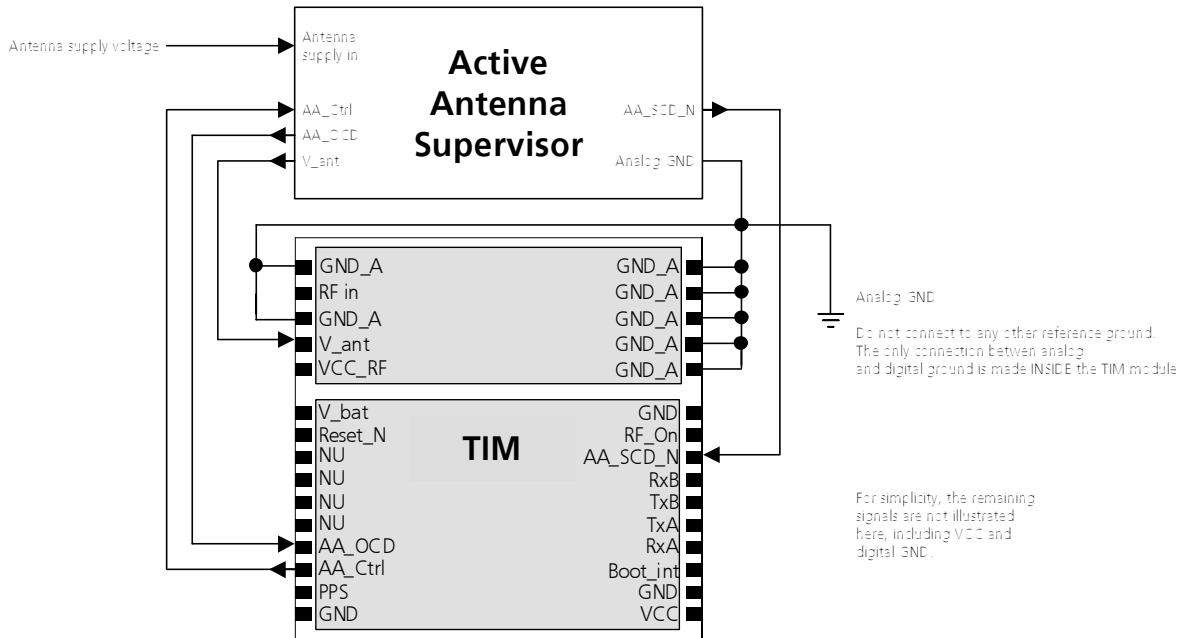 Antenna supply voltage
Antenna
supply in
Active
Antenna
Supervisor
AA_Ctrl
AA_OCD
V_ant
AA_SCD_N
Analog GND
GND_A
RF in
GND_A
V_ant
VCC_RF
GND_A
GND_A
GND_A
GND_A
GND_A
Analog GND
Do not connect to any other reference ground.
The only connection betwen analog
and digital ground is made INSIDE the TIM module
V_bat
Reset_N
NU
NU
NU
NU
AA_OCD
AA_Ctrl
PPS
GND
TIM
GND
RF_On
AA_SCD_N
RxB
TxB
TxA
RxA
Boot_int
GND
VCC
For simplicity, the remaining
signals are not illustrated
here, including VCC and
digital GND.